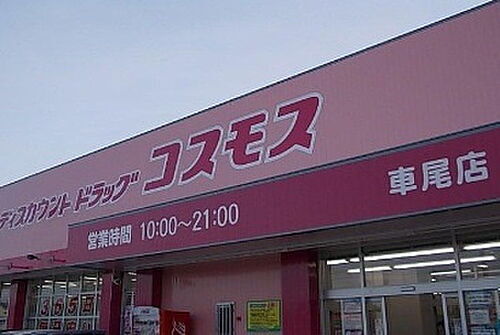 ディスカウント ドラッグ コスモス
営業時間 10:00～21:00 車尾店